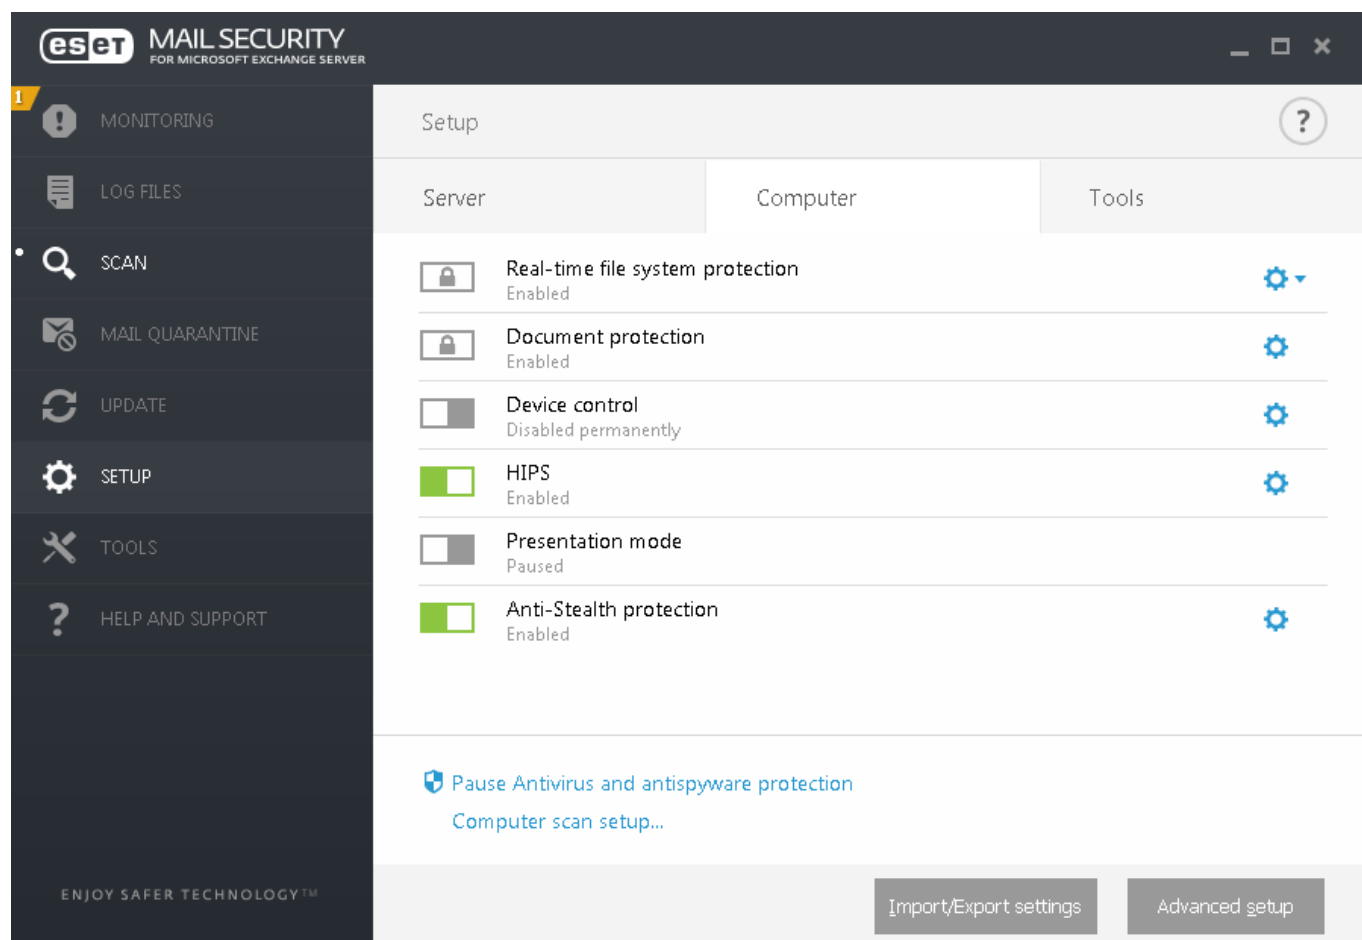 eset MAIL SECURITY
FOR MICROSOFT EXCHANGE SERVER
1
MONITORING
LOG FILES
SCAN
MAIL QUARANTINE
UPDATE
SETUP
TOOLS
HELP AND SUPPORT
ENJOY SAFER TECHNOLOGY™
Setup
?
Server
Computer
Tools
Real-time file system protection
Enabled
Document protection
Enabled
Device control
Disabled permanently
HIPS
Enabled
Presentation mode
Paused
Anti-Stealth protection
Enabled
Pause Antivirus and antispyware protection
Computer scan setup...
Import/Export settings
Advanced setup